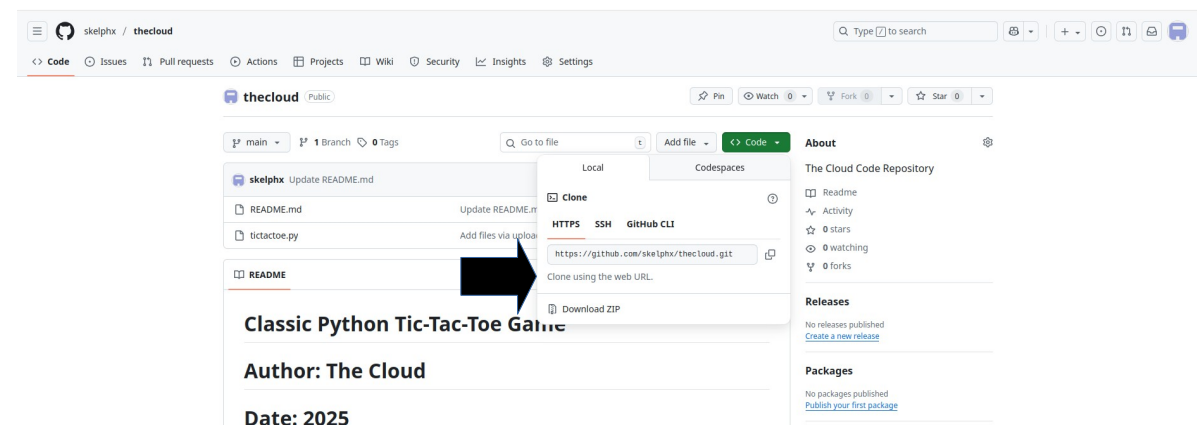 skelphx / thecloud
Type / to search
Code Issues Pull requests Actions Projects Wiki Security Insights Settings
thecloud Public
Pin Watch 0 Fork 0 Star 0
main 1 Branch 0 Tags
Go to file t Add file Code
skelphx Update README.md
README.md Update README.m
tictactoe.py Add files via uploa
Local Codespaces
Clone
HTTPS SSH GitHub CLI
https://github.com/skelphx/thecloud.git
Clone using the web URL.
Download ZIP
README
Classic Python Tic-Tac-Toe Game
Author: The Cloud
Date: 2025
About
The Cloud Code Repository
Readme
Activity
0 stars
0 watching
0 forks
Releases
No releases published
Create a new release
Packages
No packages published
Publish your first package